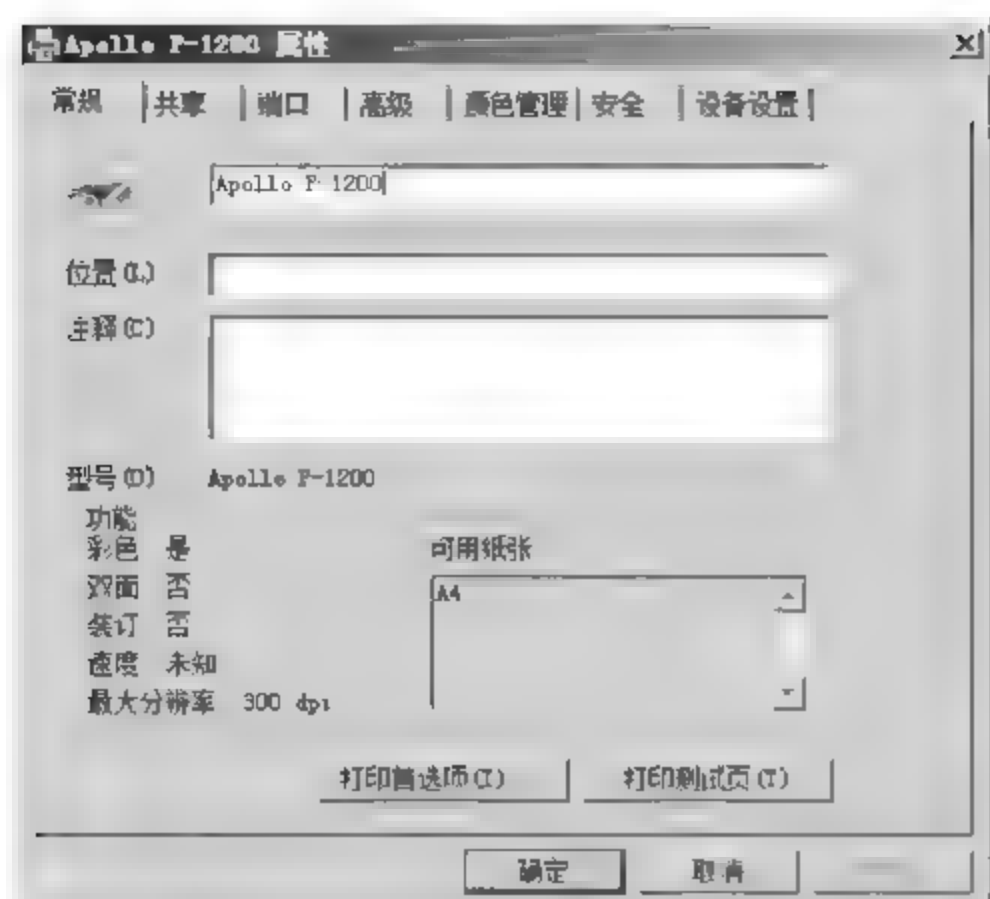 Apollo P-1200 属性
常规 共享 端口 高级 颜色管理 安全 设备设置
Apollo P-1200
位置(L)
注释(C)
型号(O) Apollo P-1200
功能
彩色 是 可用纸张
双面 否 A4
装订 否
速度 未知
最大分辨率 300 dpi
打印首选项(I) 打印测试页(T)
确定 取消